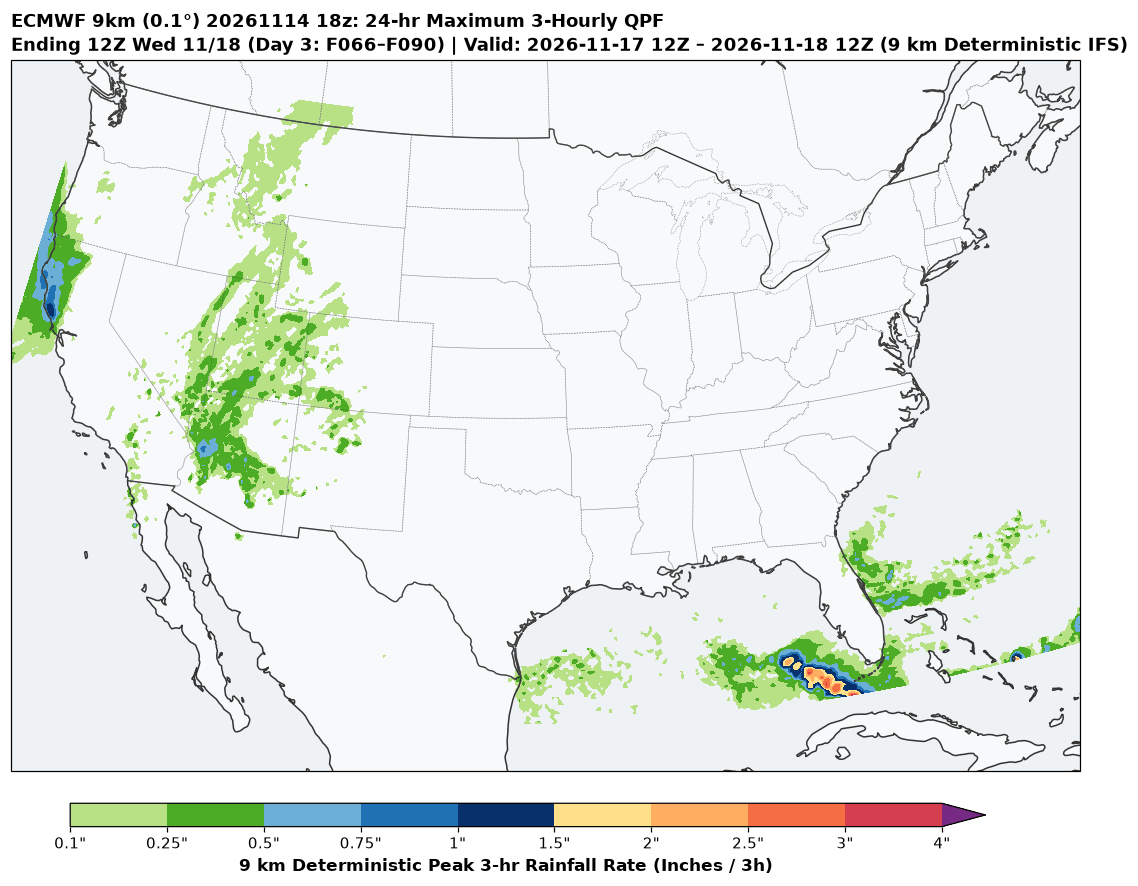 ECMWF 9km (0.1°) 20261114 18z: 24-hr Maximum 3-Hourly QPF
Ending 12Z Wed 11/18 (Day 3: F066–F090) | Valid: 2026-11-17 12Z – 2026-11-18 12Z (9 km Deterministic IFS)
0.1" 0.25" 0.5" 0.75" 1" 1.5" 2" 2.5" 3" 4"
9 km Deterministic Peak 3-hr Rainfall Rate (Inches / 3h)